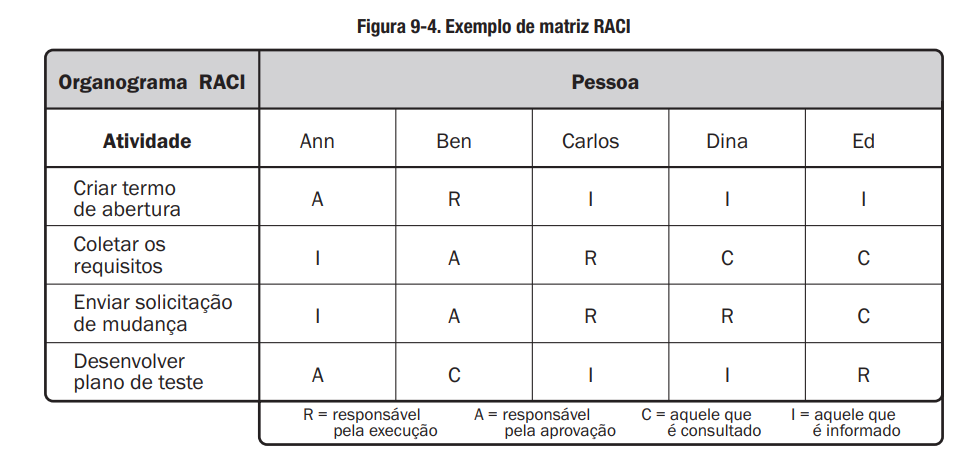 Figura 9-4. Exemplo de matriz RACI
Organograma RACI Pessoa
Atividade Ann Ben Carlos Dina Ed
Criar termo
de abertura A R I I I
Coletar os
requisitos I A R C C
Enviar solicitação
de mudança I A R R C
Desenvolver
plano de teste A C I I R
R = responsável A = responsável C = aquele que I = aquele que
pela execução pela aprovação é consultado é informado